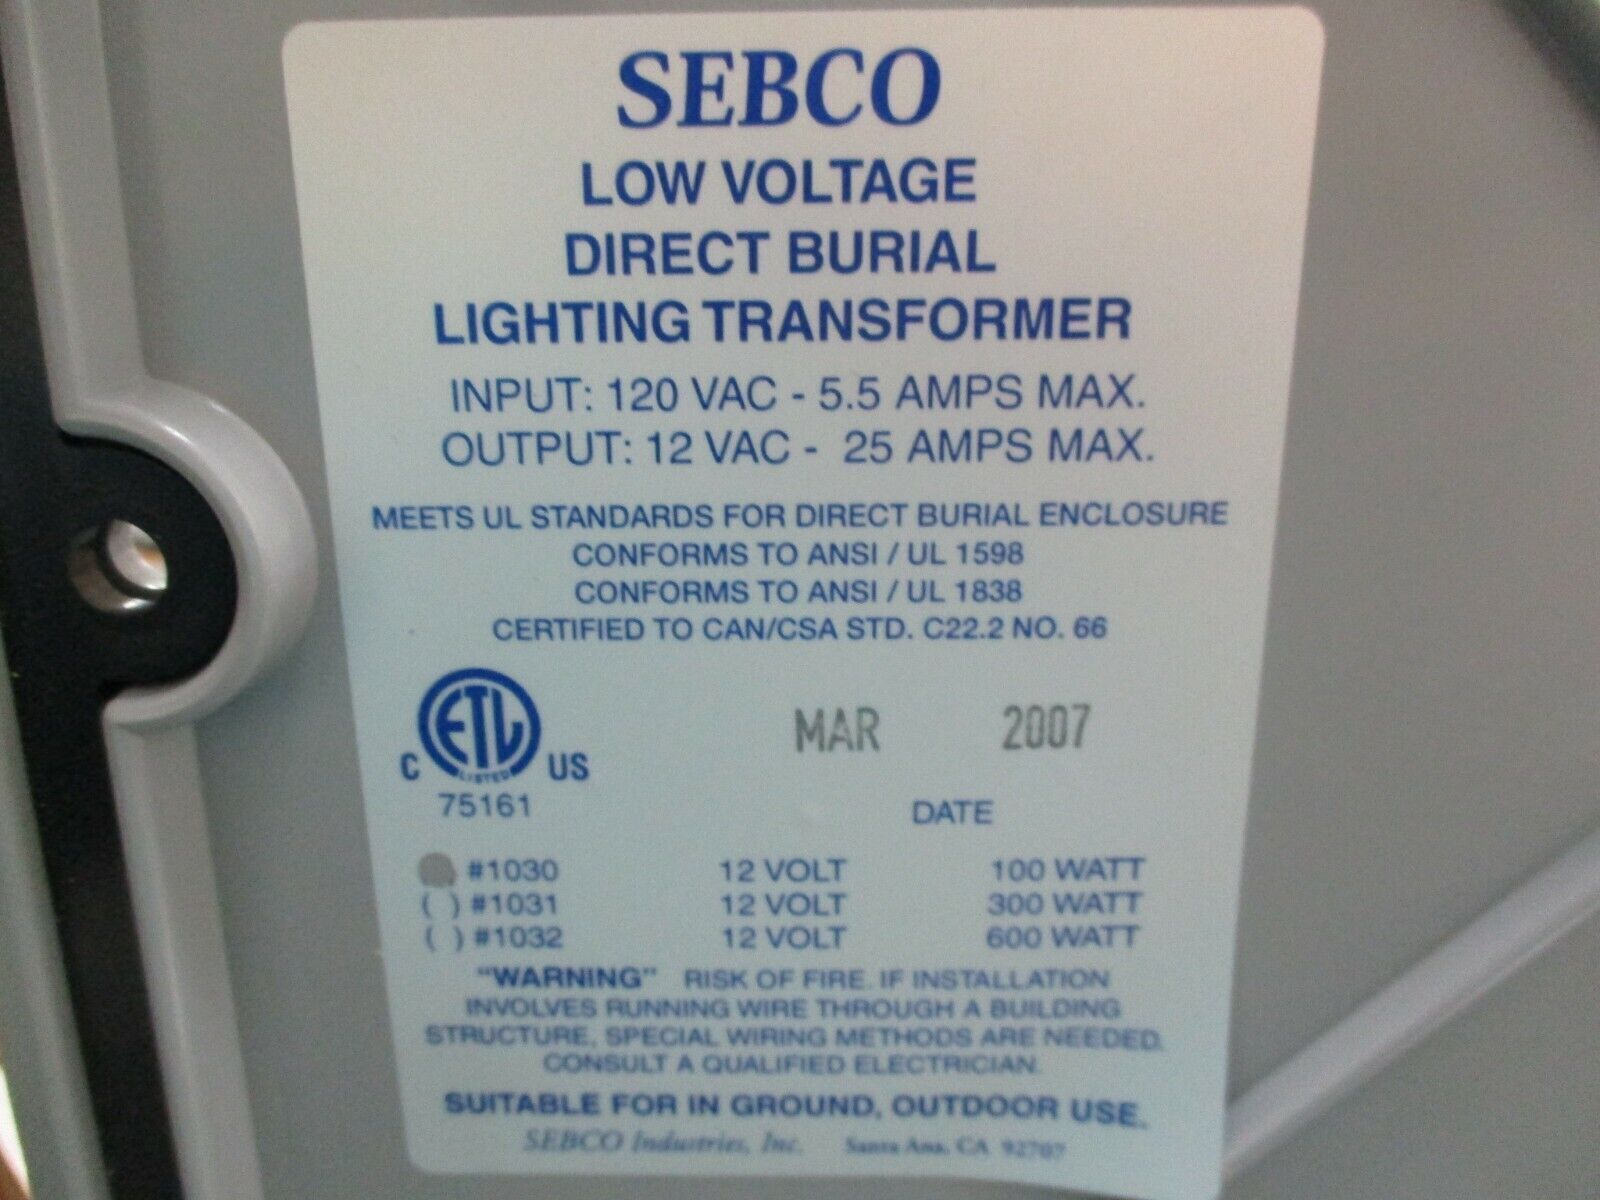 SEBCO
LOW VOLTAGE
DIRECT BURIAL
LIGHTING TRANSFORMER
INPUT: 120 VAC - 5.5 AMPS MAX.
OUTPUT: 12 VAC - 25 AMPS MAX.
MEETS UL STANDARDS FOR DIRECT BURIAL ENCLOSURE
CONFORMS TO ANSI / UL 1598
CONFORMS TO ANSI / UL 1838
CERTIFIED TO CAN/CSA STD. C22.2 NO. 66
ETL
LISTED
C US
75161
MAR 2007
DATE
#1030 12 VOLT 100 WATT
( ) #1031 12 VOLT 300 WATT
( ) #1032 12 VOLT 600 WATT
"WARNING" RISK OF FIRE. IF INSTALLATION
INVOLVES RUNNING WIRE THROUGH A BUILDING
STRUCTURE, SPECIAL WIRING METHODS ARE NEEDED.
CONSULT A QUALIFIED ELECTRICIAN.
SUITABLE FOR IN GROUND, OUTDOOR USE.
SEBCO Industries, Inc. Santa Ana, CA 92707